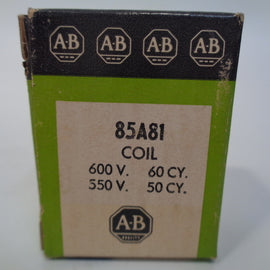 A-B A-B A-B A-B
85A81
COIL
600 V. 60 CY.
550 V. 50 CY.
A-B